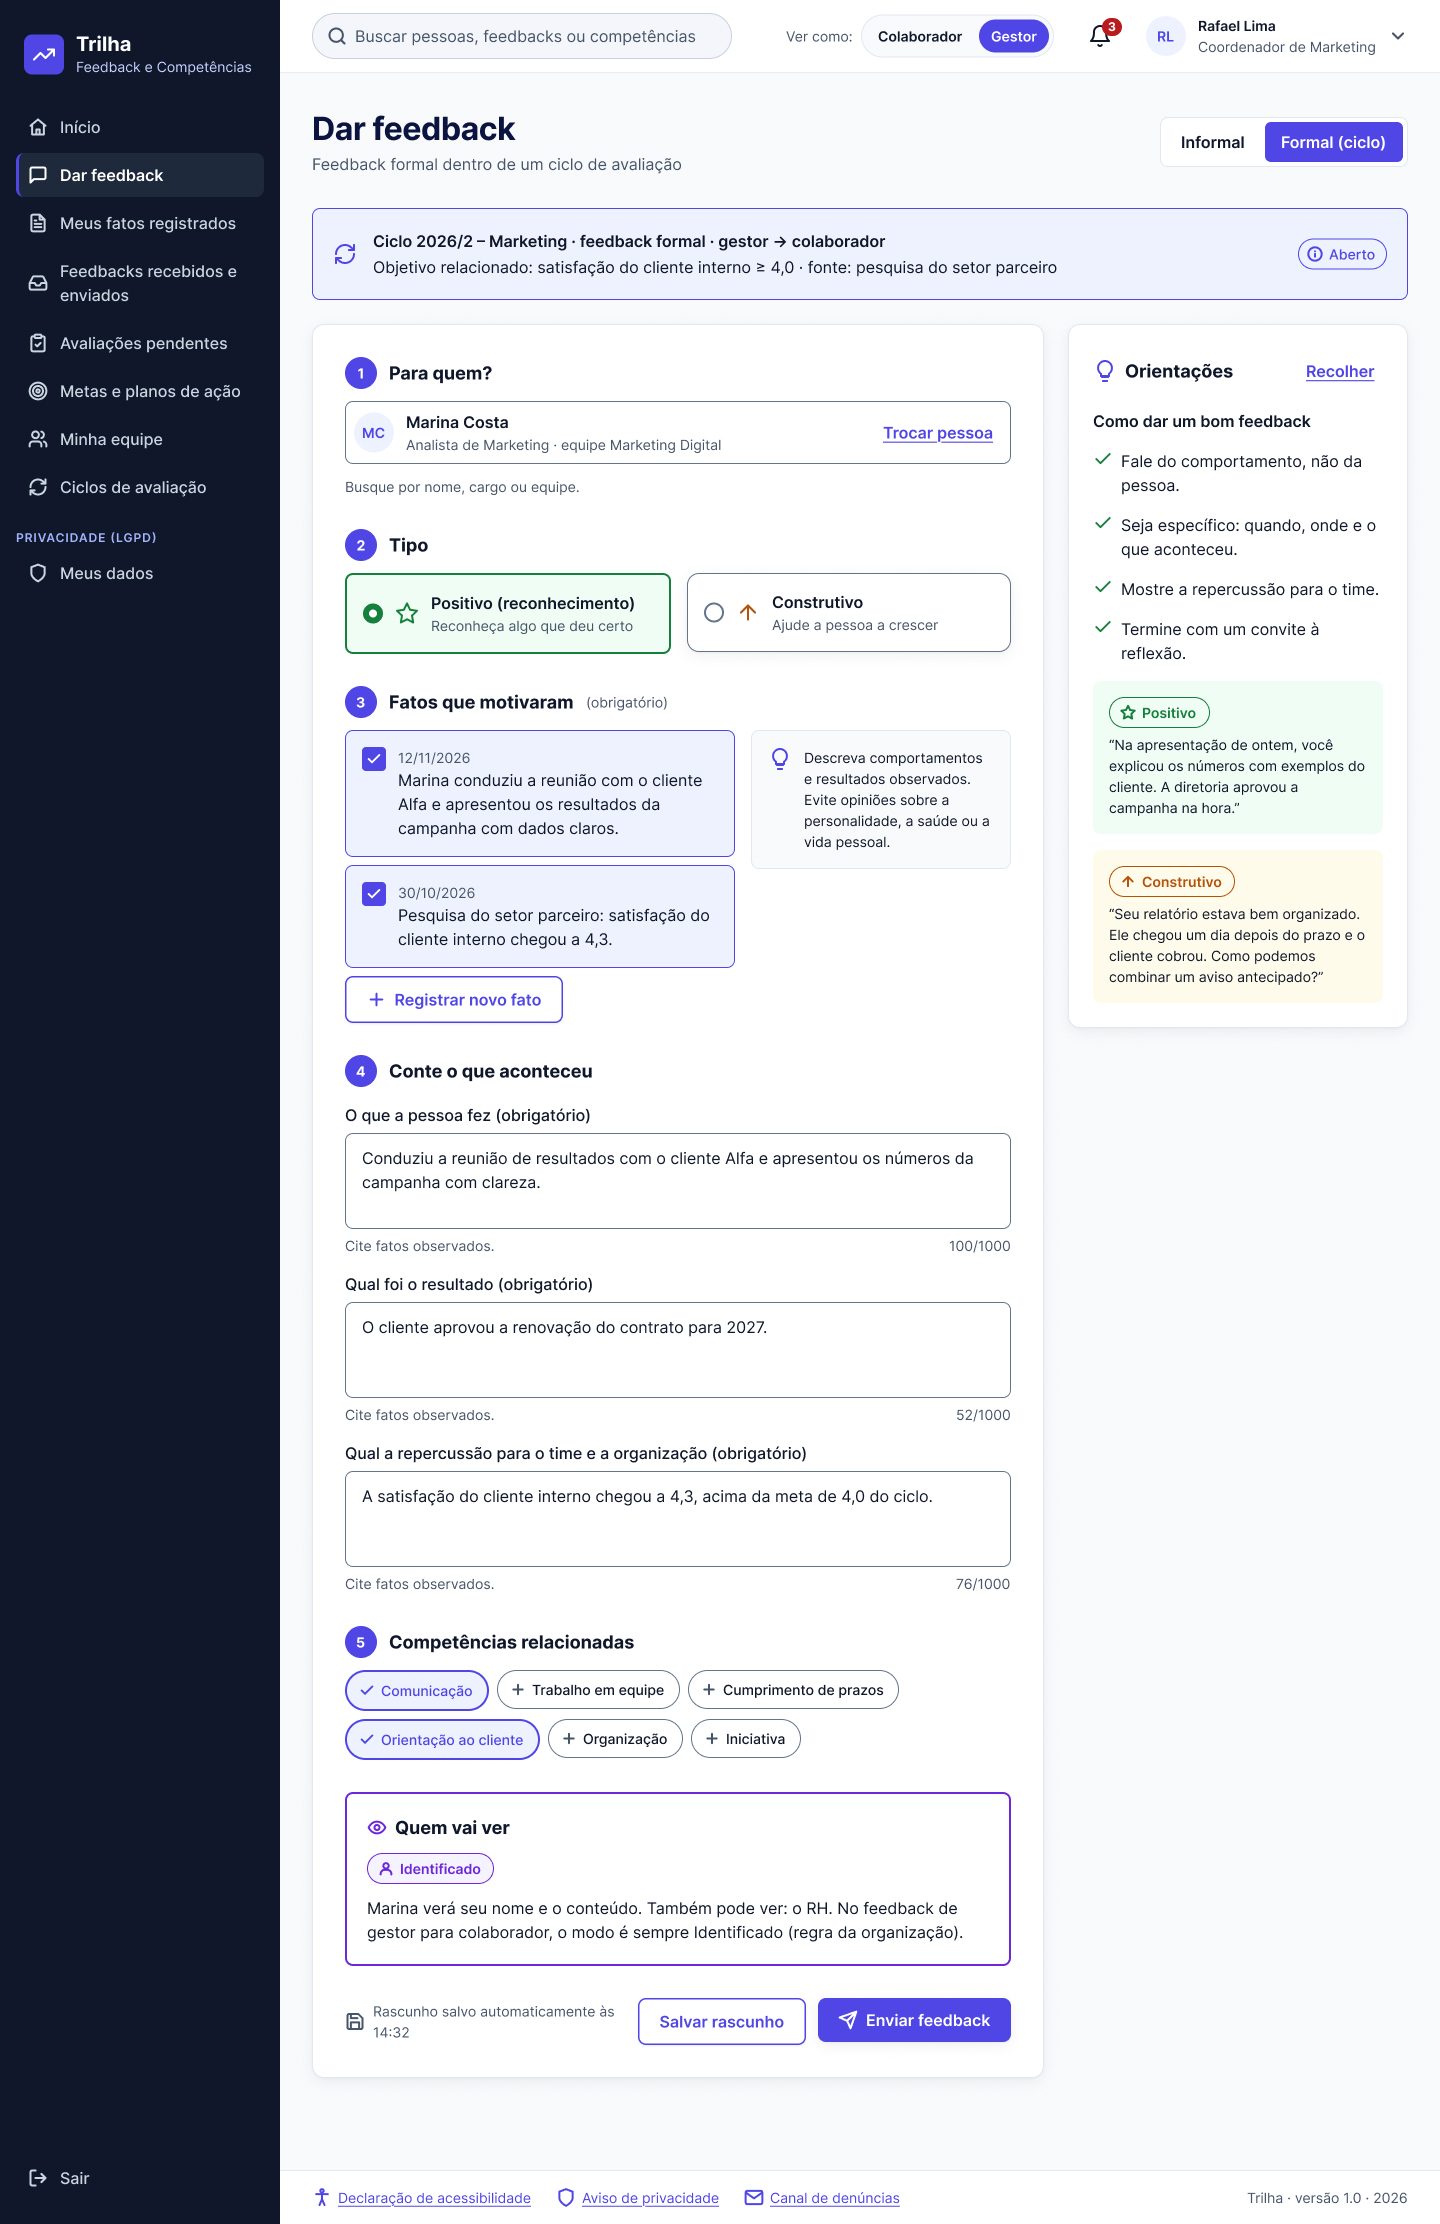 Trilha
Feedback e Competências
Início
Dar feedback
Meus fatos registrados
Feedbacks recebidos e
enviados
Avaliações pendentes
Metas e planos de ação
Minha equipe
Ciclos de avaliação
PRIVACIDADE (LGPD)
Meus dados
Sair
Buscar pessoas, feedbacks ou competências
Ver como:
Colaborador
Gestor
3
RL
Rafael Lima
Coordenador de Marketing
Dar feedback
Feedback formal dentro de um ciclo de avaliação
Informal
Formal (ciclo)
Ciclo 2026/2 – Marketing · feedback formal · gestor → colaborador
Objetivo relacionado: satisfação do cliente interno ≥ 4,0 · fonte: pesquisa do setor parceiro
Aberto
1 Para quem?
MC
Marina Costa
Analista de Marketing · equipe Marketing Digital
Trocar pessoa
Busque por nome, cargo ou equipe.
2 Tipo
Positivo (reconhecimento)
Reconheça algo que deu certo
Construtivo
Ajude a pessoa a crescer
3 Fatos que motivaram (obrigatório)
12/11/2026
Marina conduziu a reunião com o cliente
Alfa e apresentou os resultados da
campanha com dados claros.
30/10/2026
Pesquisa do setor parceiro: satisfação do
cliente interno chegou a 4,3.
Registrar novo fato
Descreva comportamentos
e resultados observados.
Evite opiniões sobre a
personalidade, a saúde ou a
vida pessoal.
4 Conte o que aconteceu
O que a pessoa fez (obrigatório)
Conduziu a reunião de resultados com o cliente Alfa e apresentou os números da
campanha com clareza.
Cite fatos observados.
100/1000
Qual foi o resultado (obrigatório)
O cliente aprovou a renovação do contrato para 2027.
Cite fatos observados.
52/1000
Qual a repercussão para o time e a organização (obrigatório)
A satisfação do cliente interno chegou a 4,3, acima da meta de 4,0 do ciclo.
Cite fatos observados.
76/1000
5 Competências relacionadas
Comunicação
Trabalho em equipe
Cumprimento de prazos
Orientação ao cliente
Organização
Iniciativa
Quem vai ver
Identificado
Marina verá seu nome e o conteúdo. Também pode ver: o RH. No feedback de
gestor para colaborador, o modo é sempre Identificado (regra da organização).
Rascunho salvo automaticamente às
14:32
Salvar rascunho
Enviar feedback
Orientações
Recolher
Como dar um bom feedback
Fale do comportamento, não da
pessoa.
Seja específico: quando, onde e o
que aconteceu.
Mostre a repercussão para o time.
Termine com um convite à
reflexão.
Positivo
“Na apresentação de ontem, você
explicou os números com exemplos do
cliente. A diretoria aprovou a
campanha na hora.”
Construtivo
“Seu relatório estava bem organizado.
Ele chegou um dia depois do prazo e o
cliente cobrou. Como podemos
combinar um aviso antecipado?”
Declaração de acessibilidade
Aviso de privacidade
Canal de denúncias
Trilha · versão 1.0 · 2026